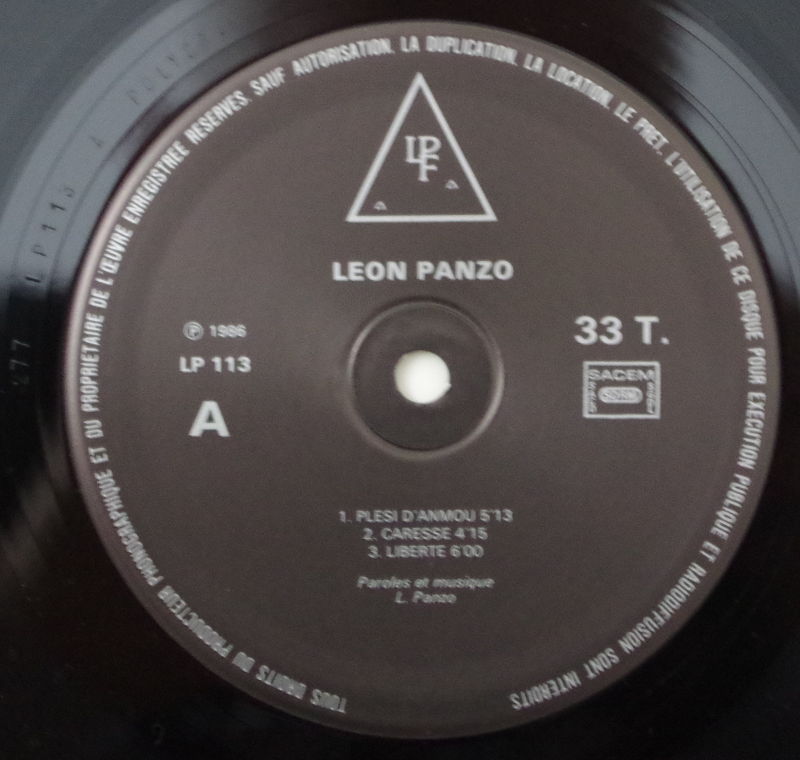 TOUS DROITS DU PRODUCTEUR PHONOGRAPHIQUE ET DU PROPRIETAIRE DE L'ŒUVRE ENREGISTREE RESERVES. SAUF AUTORISATION, LA DUPLICATION, LA LOCATION, LE PRET, L'UTILISATION DE CE DISQUE POUR EXECUTION PUBLIQUE ET RADIODIFFUSION SONT INTERDITS
LPF
LEON PANZO
℗ 1986
33 T.
LP 113
SACEM
A
1. PLESI D'ANMOU 5'13
2. CARESSE 4'15
3. LIBERTE 6'00
Paroles et musique
L. Panzo
LP 113 A